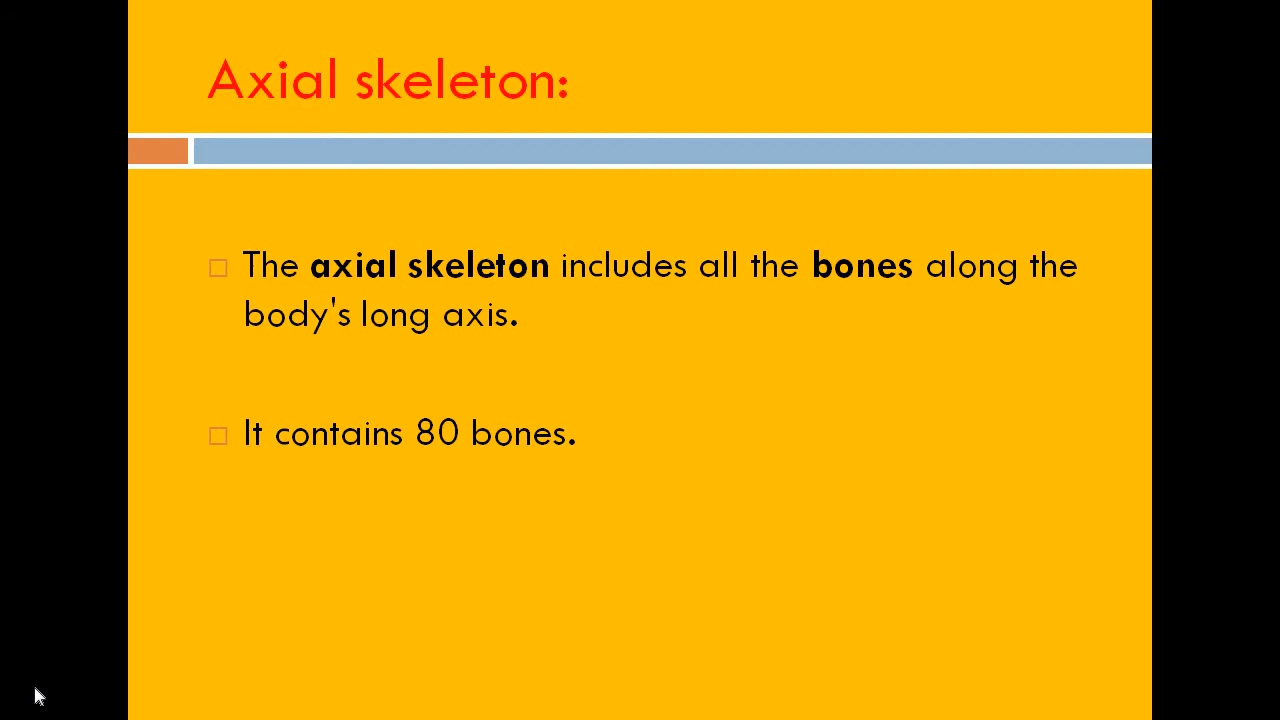 Axial skeleton:
The axial skeleton includes all the bones along the
body's long axis.
It contains 80 bones.